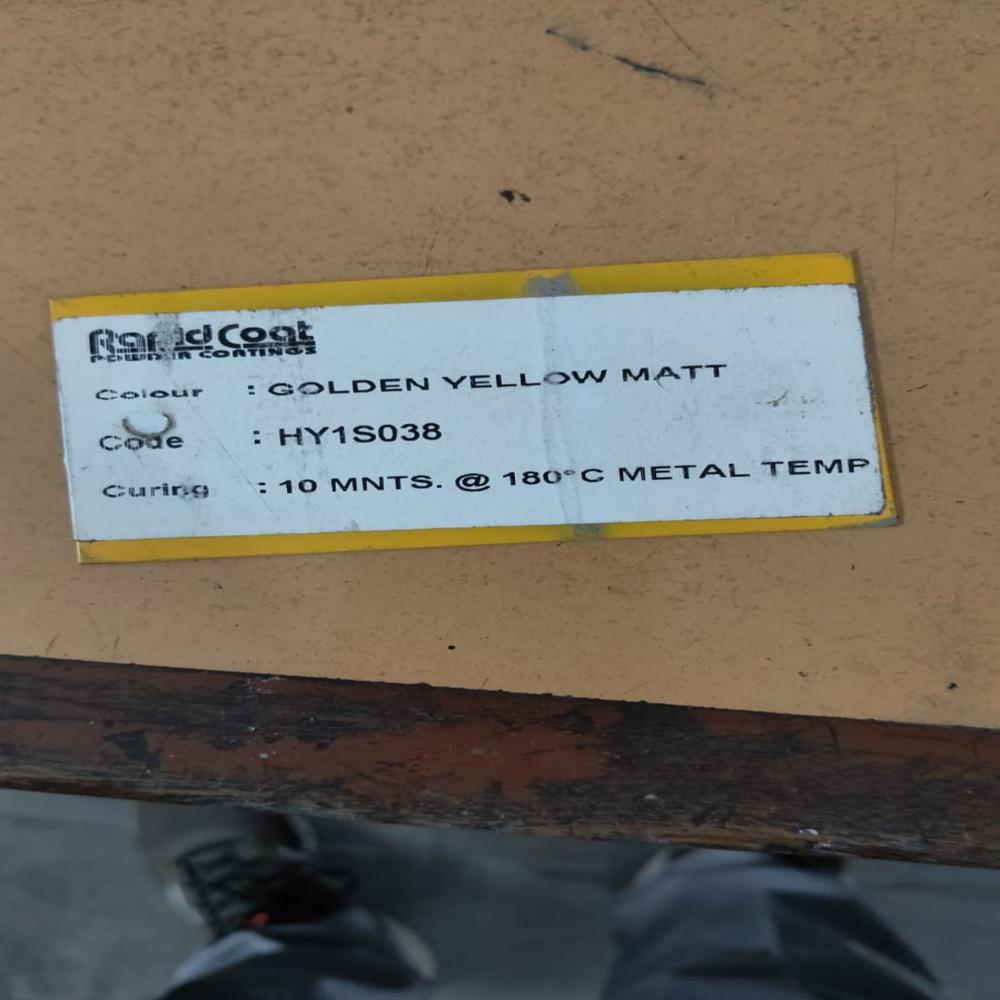 Rapid Coat
POWDER COATINGS
Colour : GOLDEN YELLOW MATT
Code : HY1S038
Curing : 10 MNTS. @ 180°C METAL TEMP